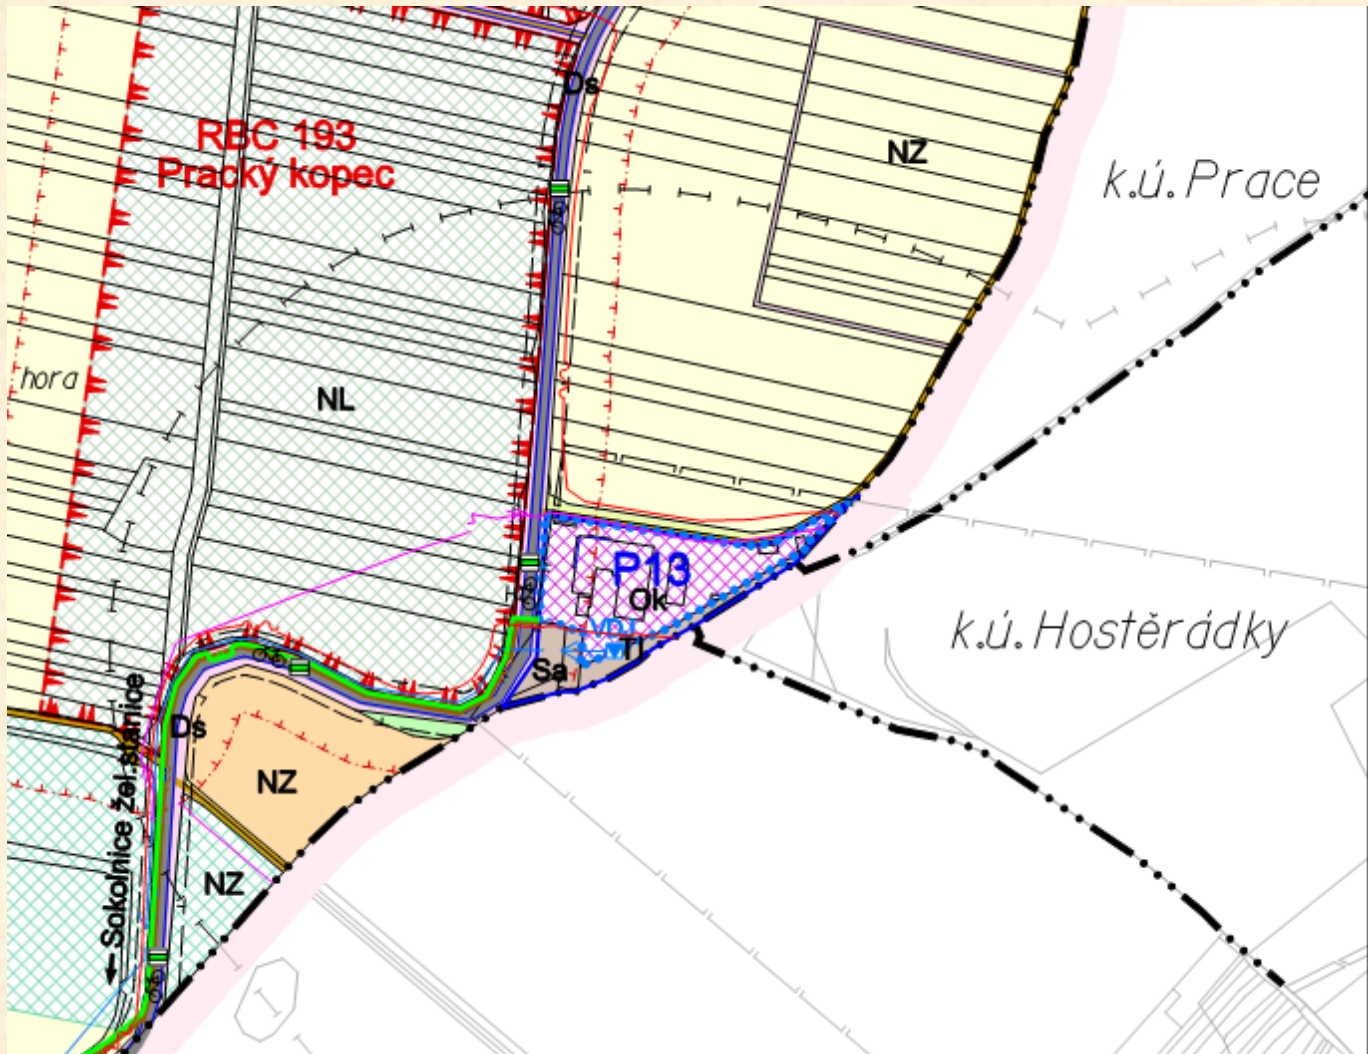 Ds
RBC 193
Pracký kopec
NZ
k.ú. Prace
hora
NL
P13
Ok
k.ú. Hostěrádky
VDJ
TI
Sa
Ds
NZ
NZ
← Sokolnice žel.stanice